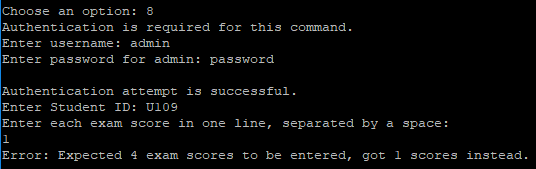 Choose an option: 8
Authentication is required for this command.
Enter username: admin
Enter password for admin: password
Authentication attempt is successful.
Enter Student ID: U109
Enter each exam score in one line, separated by a space:
1
Error: Expected 4 exam scores to be entered, got 1 scores instead.